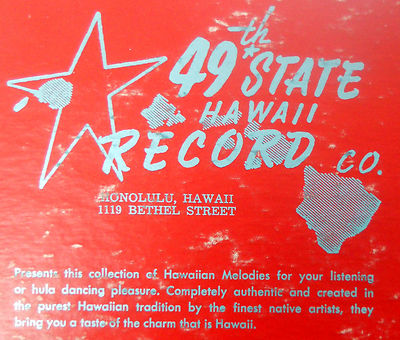 49th STATE
HAWAII
RECORD CO.
HONOLULU, HAWAII
1119 BETHEL STREET
Presents this collection of Hawaiian Melodies for your listening
or hula dancing pleasure. Completely authentic and created in
the purest Hawaiian tradition by the finest native artists, they
bring you a taste of the charm that is Hawaii.